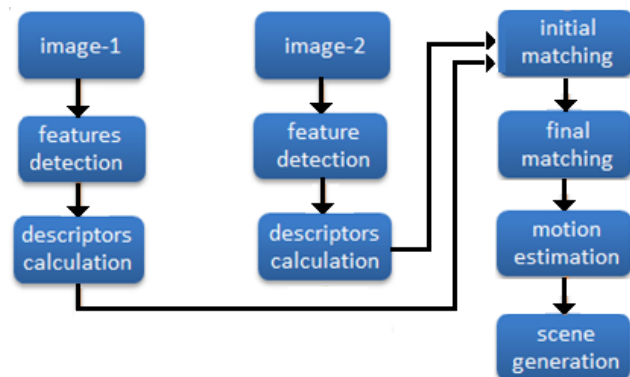 image-1
features
detection
descriptors
calculation
image-2
feature
detection
descriptors
calculation
initial
matching
final
matching
motion
estimation
scene
generation